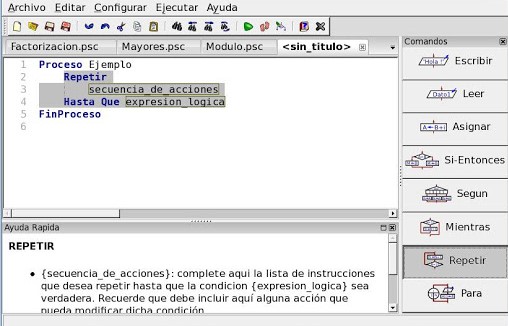 Archivo Editar Configurar Ejecutar Ayuda
Factorizacion.psc Mayores.psc Modulo.psc <sin_titulo>
1 Proceso Ejemplo
2 Repetir
3 secuencia_de_acciones
4 Hasta Que expresion_logica
5 FinProceso
6
Comandos
Escribir
Leer
Asignar
Si-Entonces
Segun
Mientras
Repetir
Para
Ayuda Rapida
REPETIR
• {secuencia_de_acciones}: complete aqui la lista de instrucciones
que desea repetir hasta que la condicion {expresion_logica} sea
verdadera. Recuerde que debe incluir aquí alguna acción que
pueda modificar dicha condición.